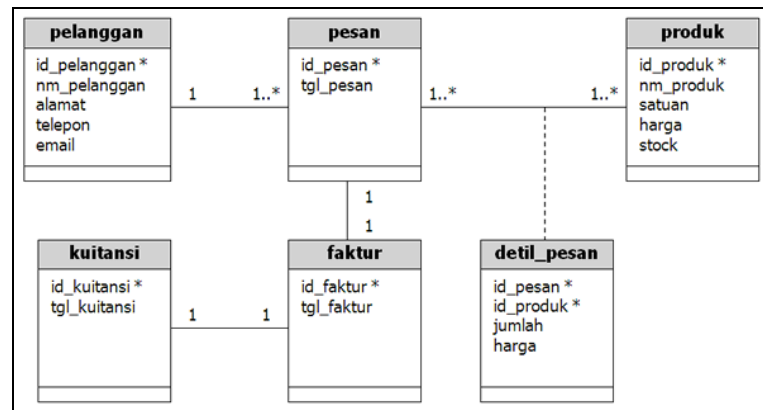 pelanggan
id_pelanggan *
nm_pelanggan
alamat
telepon
email
1
1..*
pesan
id_pesan *
tgl_pesan
1..*
1..*
produk
id_produk *
nm_produk
satuan
harga
stock
1
1
kuitansi
id_kuitansi *
tgl_kuitansi
1
1
faktur
id_faktur *
tgl_faktur
detil_pesan
id_pesan *
id_produk *
jumlah
harga